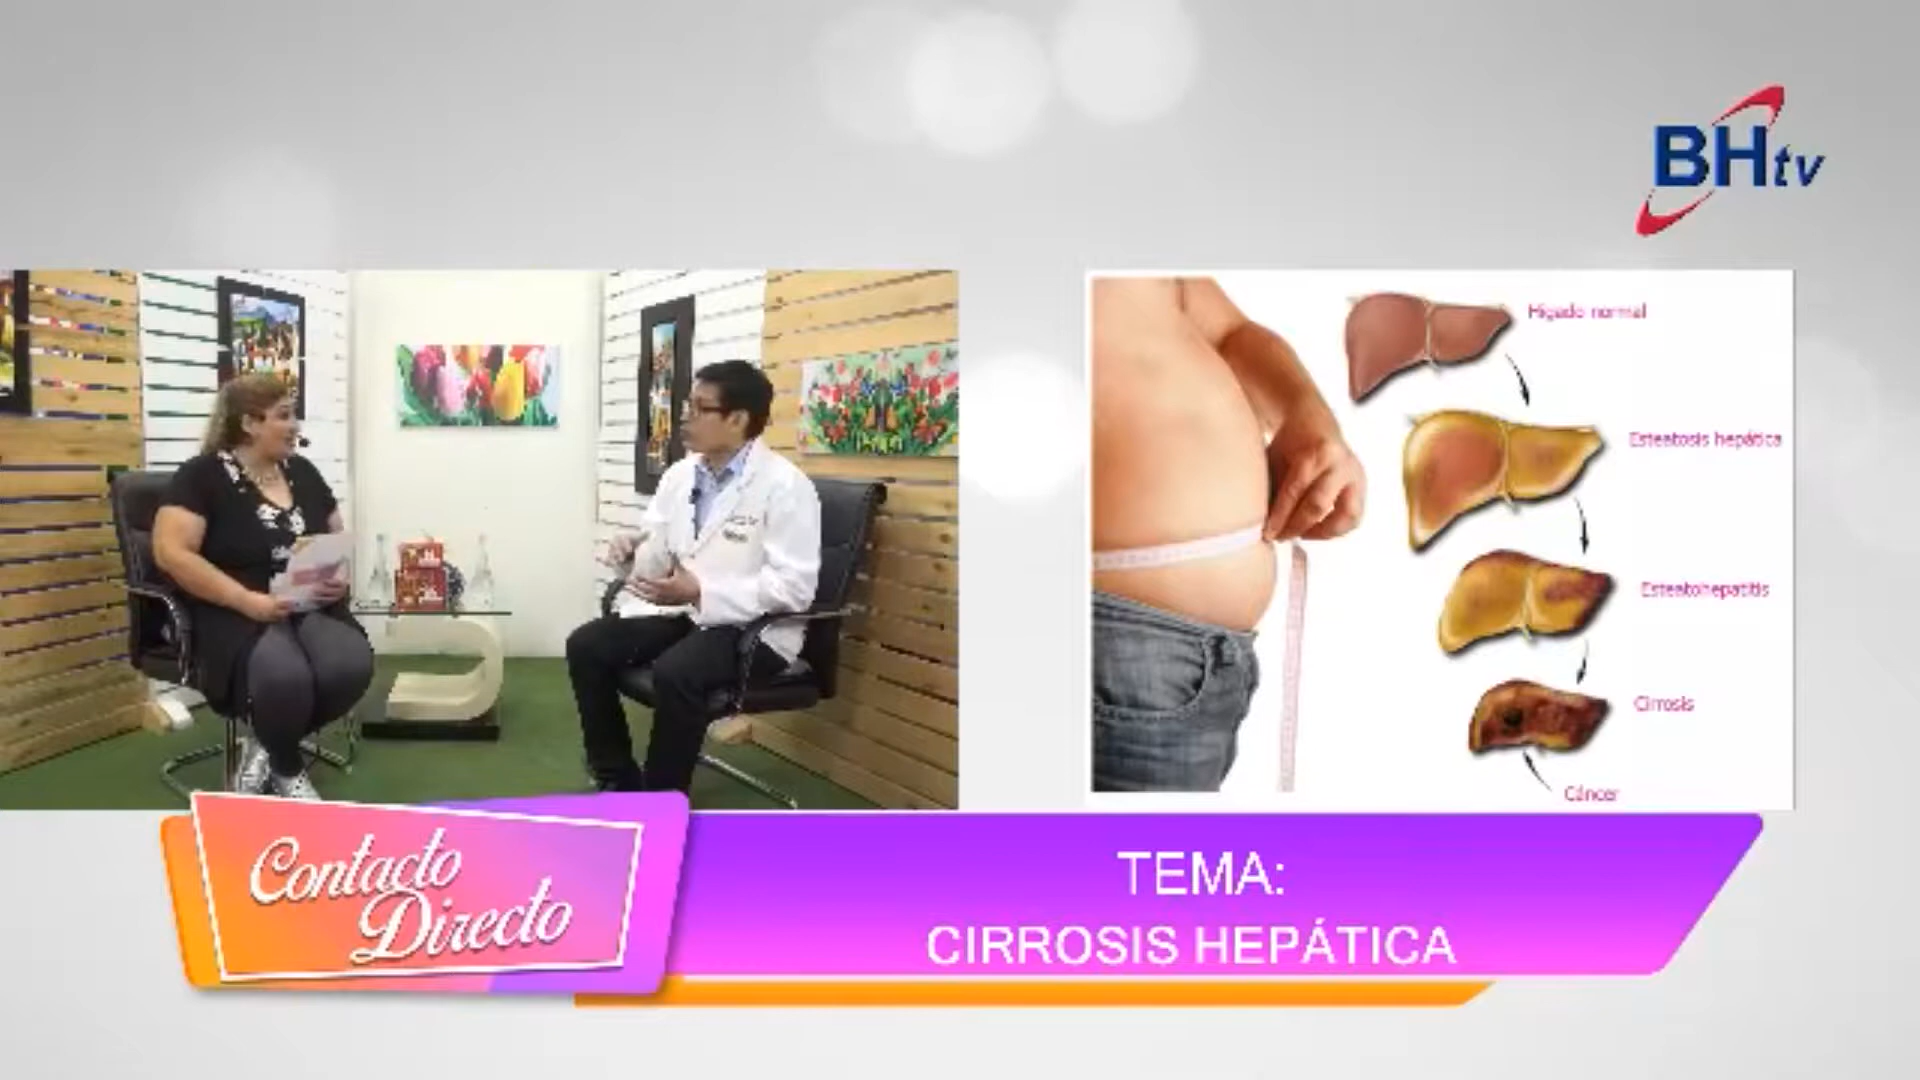 BHtv
Hígado normal
Esteatosis hepática
Esteatohepatitis
Cirrosis
Cáncer
Contacto
Directo
TEMA:
CIRROSIS HEPÁTICA